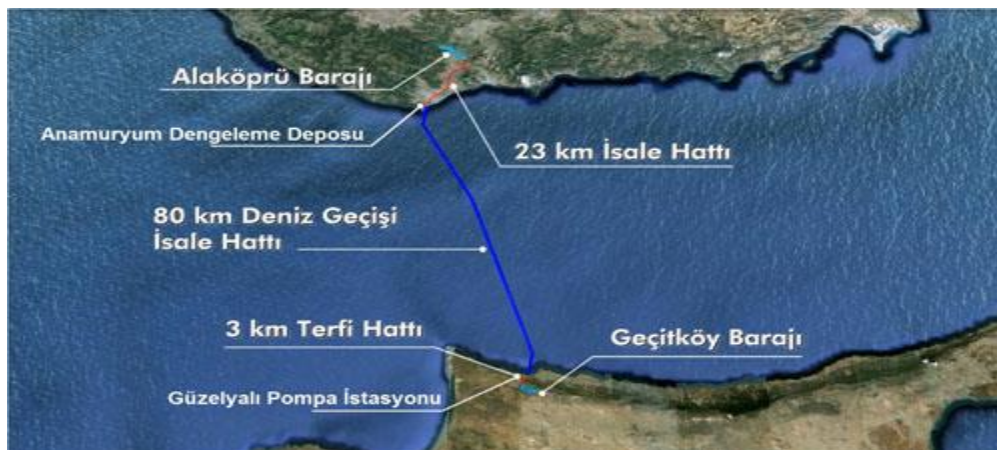 Alaköprü Barajı
Anamuryum Dengeleme Deposu
23 km İsale Hattı
80 km Deniz Geçişi
İsale Hattı
3 km Terfi Hattı
Geçitköy Barajı
Güzelyalı Pompa İstasyonu